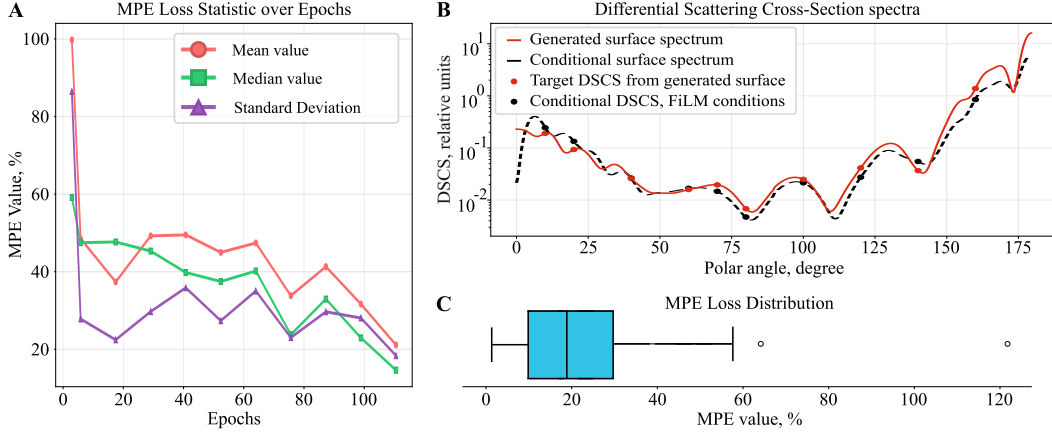 A
MPE Loss Statistic over Epochs
MPE Value, %
100
80
60
40
20
0
20
40
60
80
100
Epochs
Mean value
Median value
Standard Deviation
B
Differential Scattering Cross-Section spectra
DSCS, relative units
10¹
10⁰
10⁻¹
10⁻²
Generated surface spectrum
Conditional surface spectrum
Target DSCS from generated surface
Conditional DSCS, FiLM conditions
0
25
50
75
100
125
150
175
Polar angle, degree
C
MPE Loss Distribution
0
20
40
60
80
100
120
MPE value, %